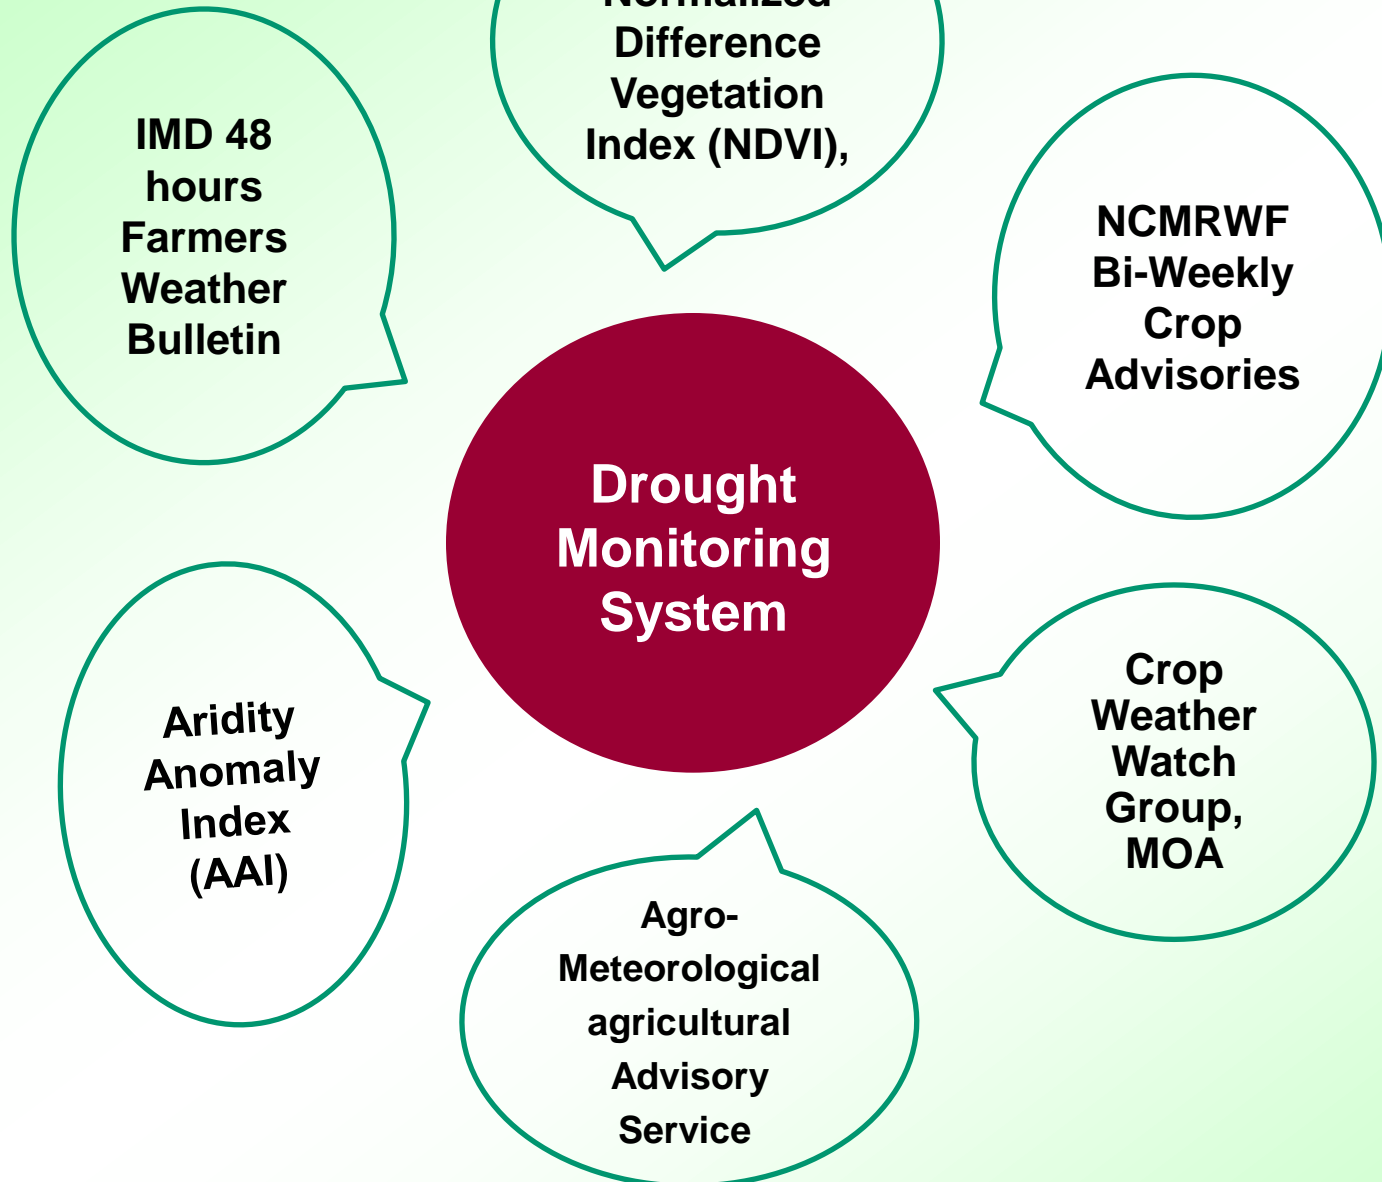 Normalized
Difference
Vegetation
Index (NDVI),
IMD 48
hours
Farmers
Weather
Bulletin
NCMRWF
Bi-Weekly
Crop
Advisories
Drought
Monitoring
System
Crop
Weather
Watch
Group,
MOA
Aridity
Anomaly
Index
(AAI)
Agro-
Meteorological
agricultural
Advisory
Service